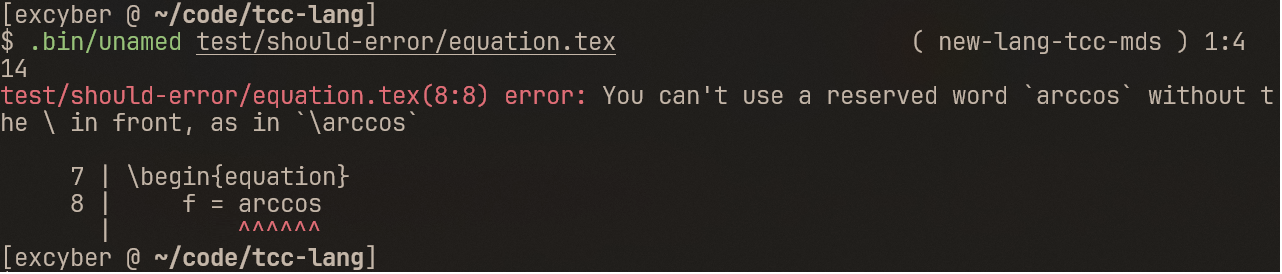 [excyber @ ~/code/tcc-lang]
$ .bin/unamed test/should-error/equation.tex                     ( new-lang-tcc-mds ) 1:4
14
test/should-error/equation.tex(8:8) error: You can't use a reserved word `arccos` without t
he \ in front, as in `\arccos`
     7 | \begin{equation}
     8 |     f = arccos
       |         ^^^^^^
[excyber @ ~/code/tcc-lang]